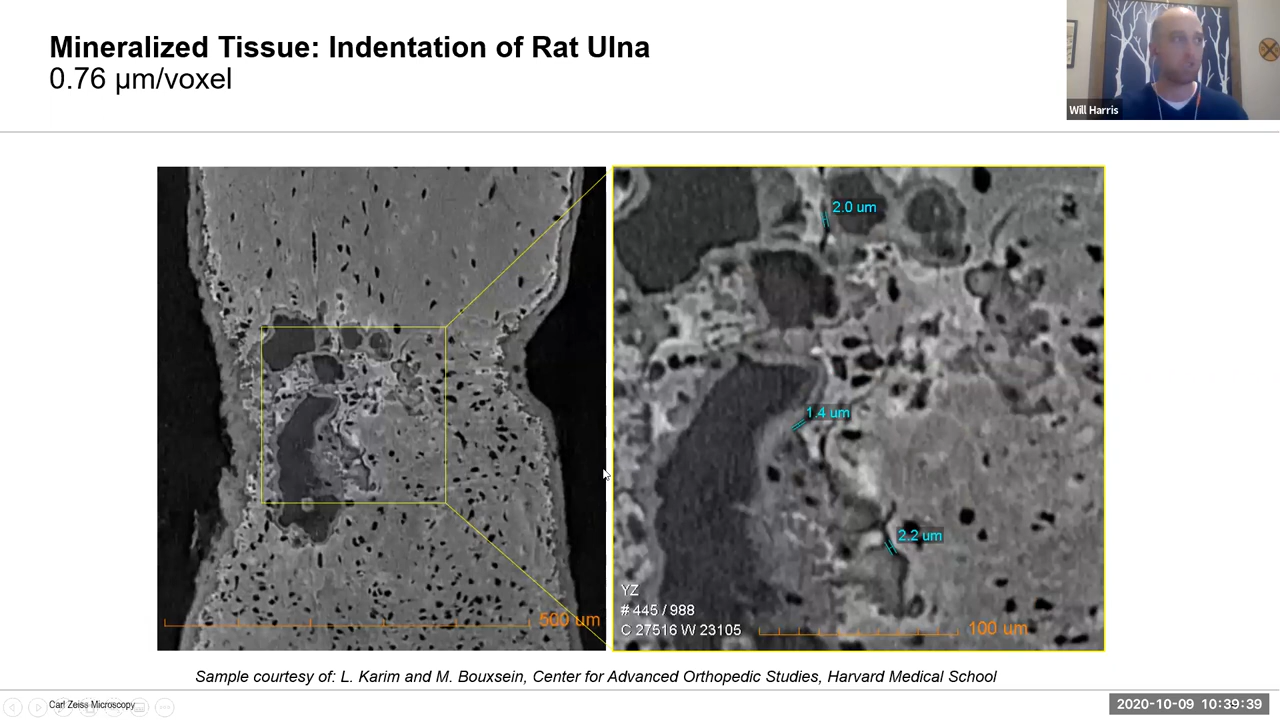 Mineralized Tissue: Indentation of Rat Ulna
0.76 µm/voxel
Will Harris
2.0 um
1.4 um
2.2 um
YZ
# 445 / 988
C 27516 W 23105
500 um
100 um
Sample courtesy of: L. Karim and M. Bouxsein, Center for Advanced Orthopedic Studies, Harvard Medical School
Carl Zeiss Microscopy
2020-10-09 10:39:39